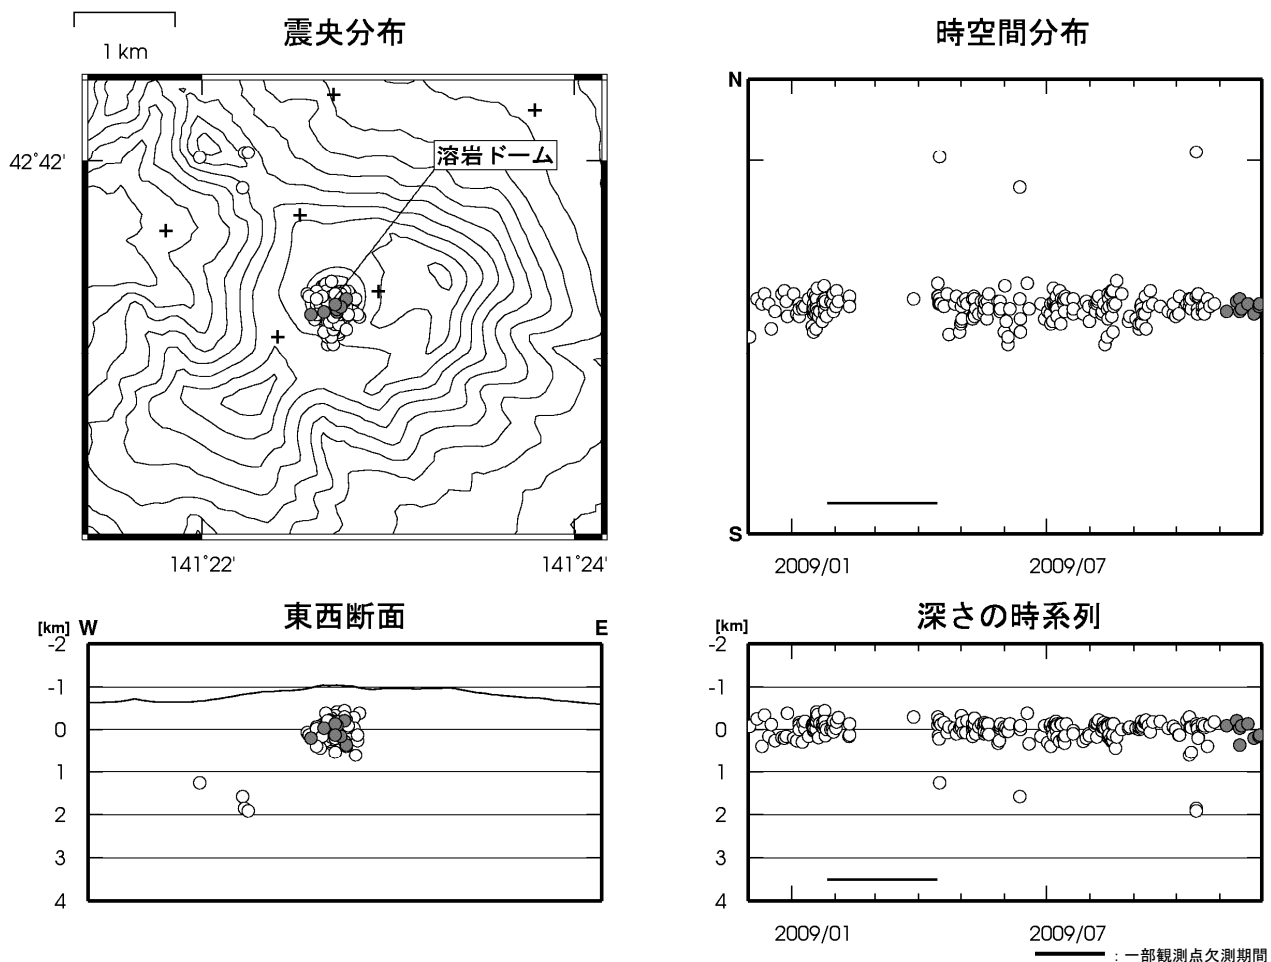 震央分布
1 km
42°42'
溶岩ドーム
141°22' 141°24'
時空間分布
N
S
2009/01 2009/07
東西断面
[km] W E
-2
-1
0
1
2
3
4
深さの時系列
[km]
-2
-1
0
1
2
3
4
2009/01 2009/07
:一部観測点欠測期間